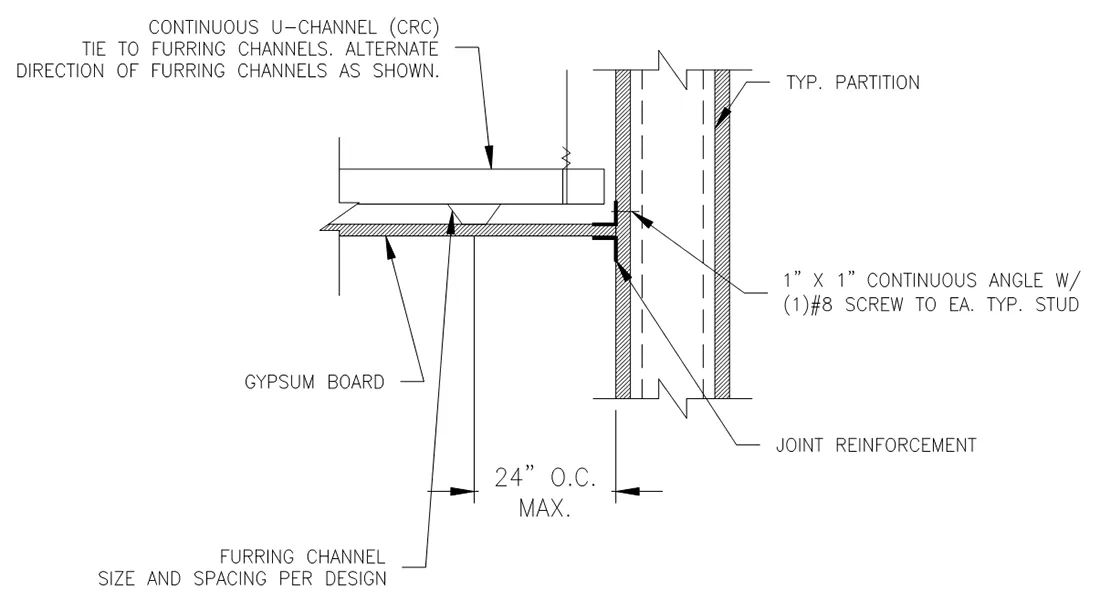 CONTINUOUS U-CHANNEL (CRC)
TIE TO FURRING CHANNELS. ALTERNATE
DIRECTION OF FURRING CHANNELS AS SHOWN.
TYP. PARTITION
1" X 1" CONTINUOUS ANGLE W/
(1)#8 SCREW TO EA. TYP. STUD
GYPSUM BOARD
JOINT REINFORCEMENT
24" O.C.
MAX.
FURRING CHANNEL
SIZE AND SPACING PER DESIGN